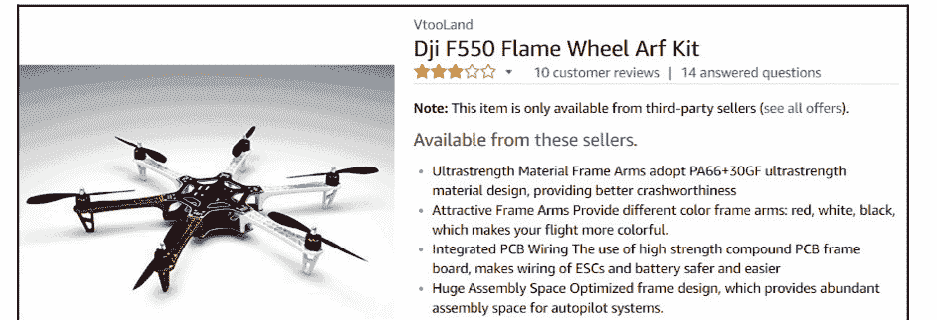 VtooLand
Dji F550 Flame Wheel Arf Kit
10 customer reviews | 14 answered questions
Note: This item is only available from third-party sellers (see all offers).
Available from these sellers.
• Ultrastrength Material Frame Arms adopt PA66+30GF ultrastrength
material design, providing better crashworthiness
• Attractive Frame Arms Provide different color frame arms: red, white, black,
which makes your flight more colorful.
• Integrated PCB Wiring The use of high strength compound PCB frame
board, makes wiring of ESCs and battery safer and easier
• Huge Assembly Space Optimized frame design, which provides abundant
assembly space for autopilot systems.